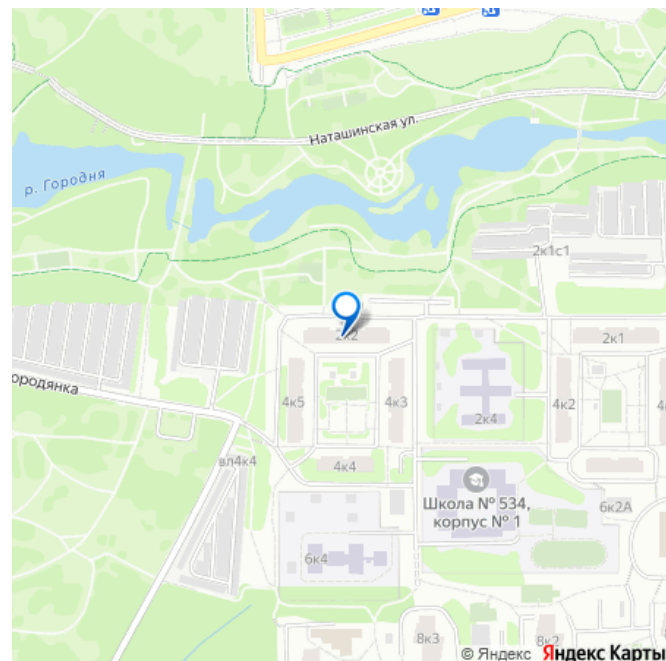 Наташинская ул.
р. Городня
2к1с1
2к2
2к1
ородянка
4к5
4к3
2к4
4к2
вл4к4
4к4
Школа № 534,
корпус № 1
6к2А
6к4
8к3
8к2
© Яндекс Яндекс Карты